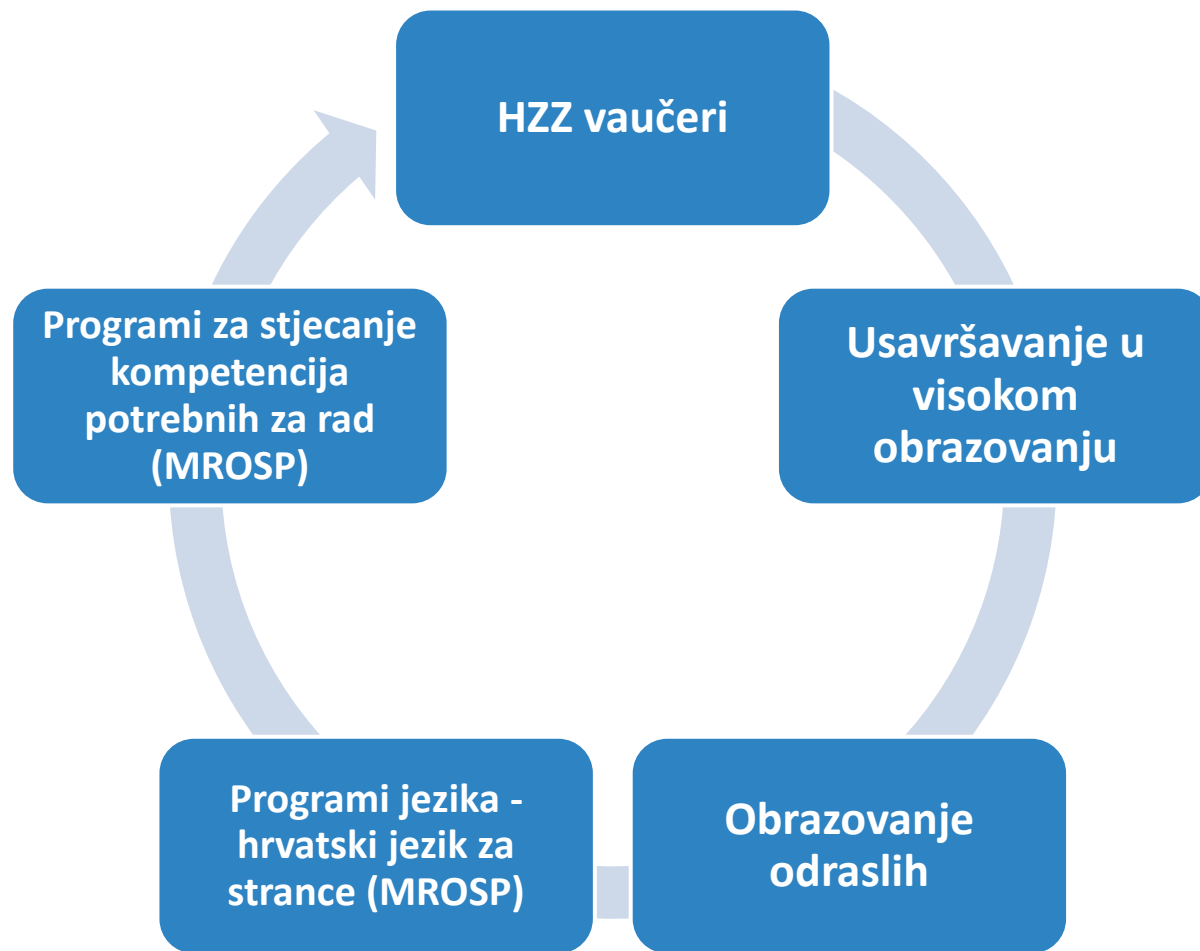 HZZ vaučeri
Usavršavanje u
visokom
obrazovanju
Obrazovanje
odraslih
Programi jezika -
hrvatski jezik za
strance (MROSP)
Programi za stjecanje
kompetencija
potrebnih za rad
(MROSP)